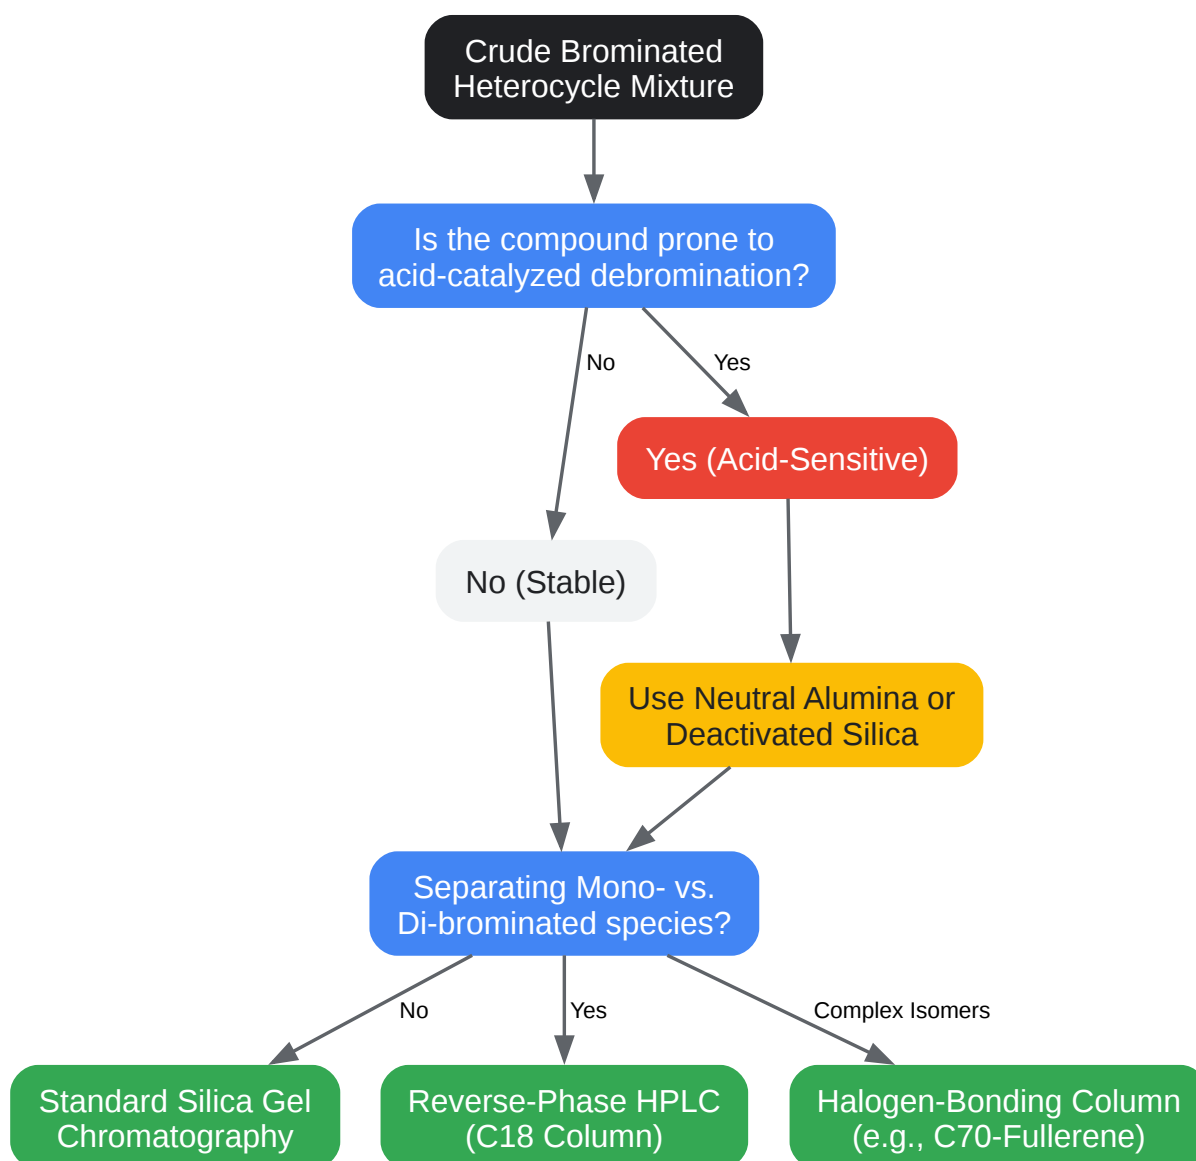 Crude Brominated
Heterocycle Mixture
Is the compound prone to
acid-catalyzed debromination?
No
Yes
Yes (Acid-Sensitive)
No (Stable)
Use Neutral Alumina or
Deactivated Silica
Separating Mono- vs.
Di-brominated species?
No
Yes
Complex Isomers
Standard Silica Gel
Chromatography
Reverse-Phase HPLC
(C18 Column)
Halogen-Bonding Column
(e.g., C70-Fullerene)